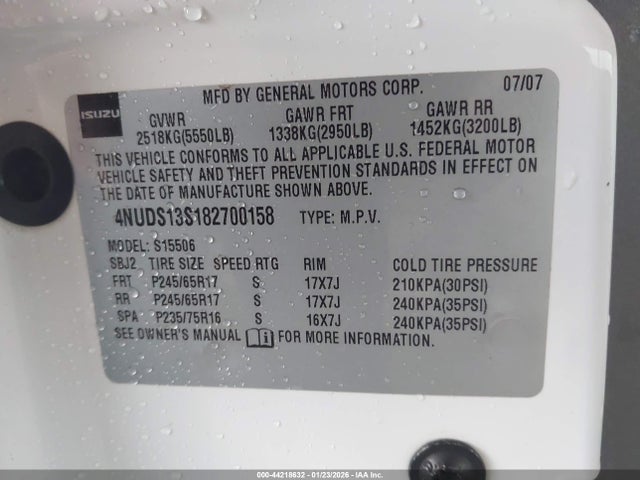 MFD BY GENERAL MOTORS CORP. 07/07
ISUZU
GVWR GAWR FRT GAWR RR
2518KG(5550LB) 1338KG(2950LB) 1452KG(3200LB)
THIS VEHICLE CONFORMS TO ALL APPLICABLE U.S. FEDERAL MOTOR
VEHICLE SAFETY AND THEFT PREVENTION STANDARDS IN EFFECT ON
THE DATE OF MANUFACTURE SHOWN ABOVE.
4NUDS13S182700158 TYPE: M.P.V.
MODEL: S15506
SBJ2 TIRE SIZE SPEED RTG RIM COLD TIRE PRESSURE
FRT P245/65R17 S 17X7J 210KPA(30PSI)
RR P245/65R17 S 17X7J 240KPA(35PSI)
SPA P235/75R16 S 16X7J 240KPA(35PSI)
SEE OWNER'S MANUAL FOR MORE INFORMATION.
000-44218632 - 01/23/2026 - IAA Corp.